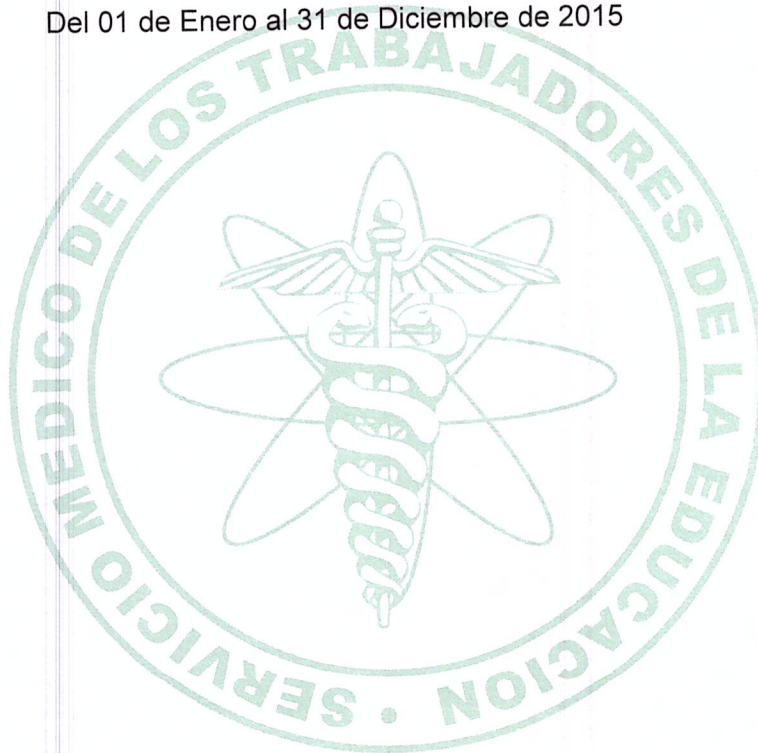 Del 01 de Enero al 31 de Diciembre de 2015
SERVICIO MEDICO DE LOS TRABAJADORES DE LA EDUCACION •